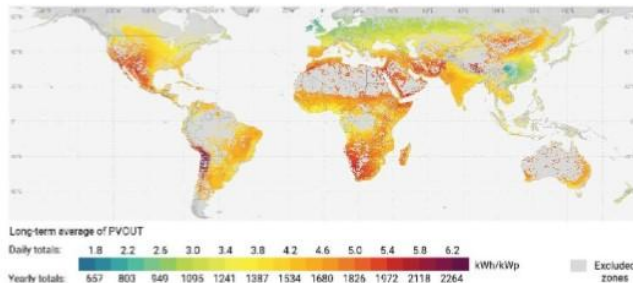 Long-term average of PVOUT
Daily totals: 1.8 2.2 2.6 3.0 3.4 3.8 4.2 4.6 5.0 5.4 5.8 6.2
kWh/kWp
Yearly totals: 657 803 949 1095 1241 1387 1534 1680 1826 1972 2118 2264
Excluded
zones